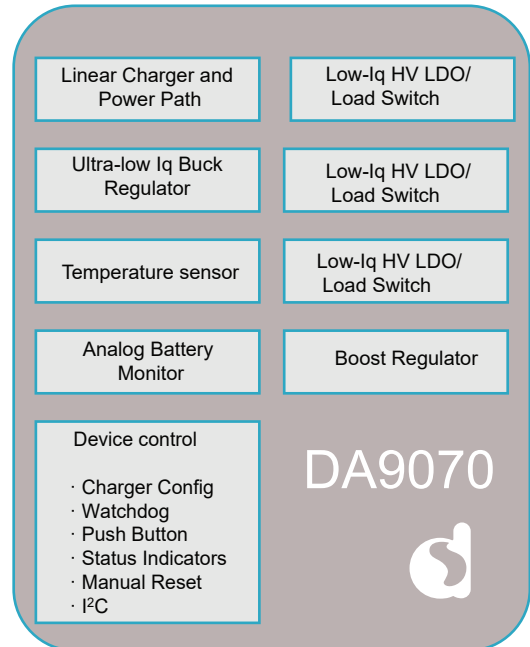 Linear Charger and
Power Path
Low-Iq HV LDO/
Load Switch
Ultra-low Iq Buck
Regulator
Low-Iq HV LDO/
Load Switch
Temperature sensor
Low-Iq HV LDO/
Load Switch
Analog Battery
Monitor
Boost Regulator
Device control
· Charger Config
· Watchdog
· Push Button
· Status Indicators
· Manual Reset
· I²C
DA9070